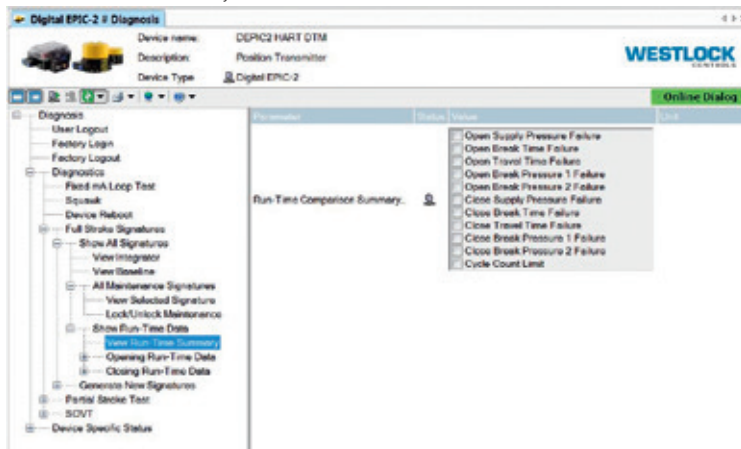 Digital EPIC-2 # Diagnosis
Device name: DEPIC2 HART DTM
Description: Position Transmitter
Device Type Digital EPIC-2
WESTLOCK
CONTROLS
Online Dialog
Diagnosis
User Logout
Factory Login
Factory Logout
Diagnostics
Fixed mA Loop Test
Squawk
Device Reboot
Full Stroke Signatures
Show All Signatures
View Integrator
View Baseline
All Maintenance Signatures
View Selected Signature
Lock/Unlock Maintenance
Show Run-Time Data
View Run-Time Summary
Opening Run-Time Data
Closing Run-Time Data
Generate New Signatures
Partial Stroke Test
SOVT
Device Specific Status
Parameter Status Value Unit
Run-Time Comparison Summary.
Open Supply Pressure Failure
Open Break Time Failure
Open Travel Time Failure
Open Break Pressure 1 Failure
Open Break Pressure 2 Failure
Close Supply Pressure Failure
Close Break Time Failure
Close Travel Time Failure
Close Break Pressure 1 Failure
Close Break Pressure 2 Failure
Cycle Count Limit